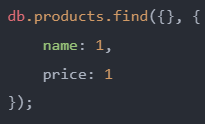 db.products.find({}, {
    name: 1,
    price: 1
});